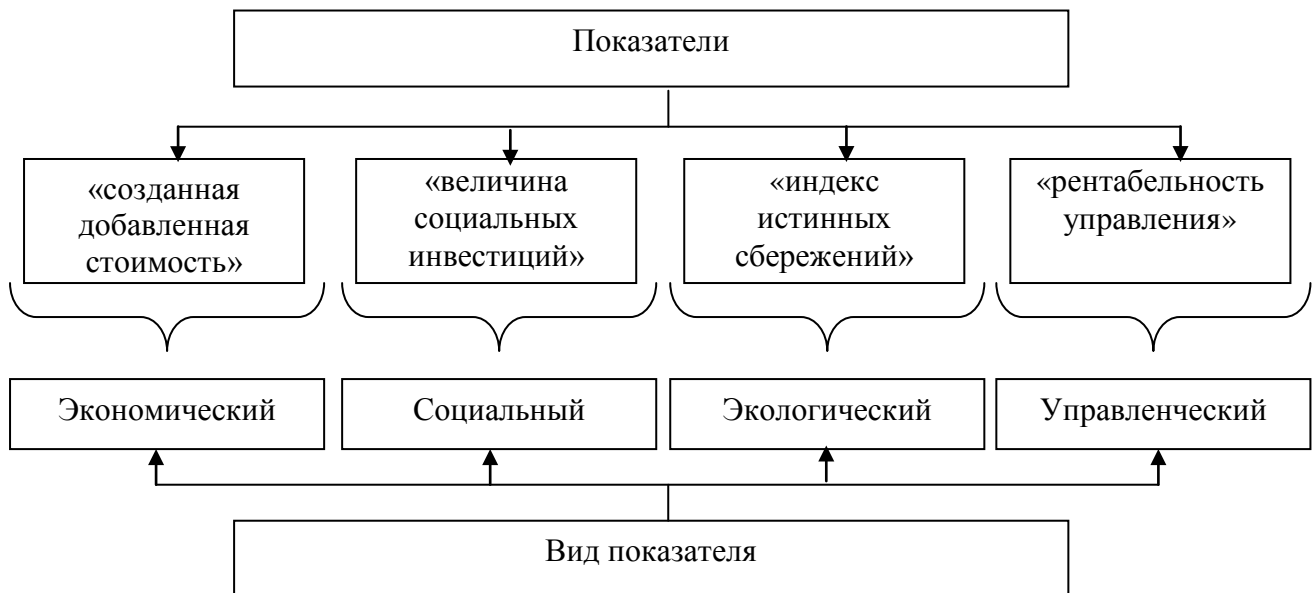 Показатели
«созданная
добавленная
стоимость»
«величина
социальных
инвестиций»
«индекс
истинных
сбережений»
«рентабельность
управления»
Экономический
Социальный
Экологический
Управленческий
Вид показателя